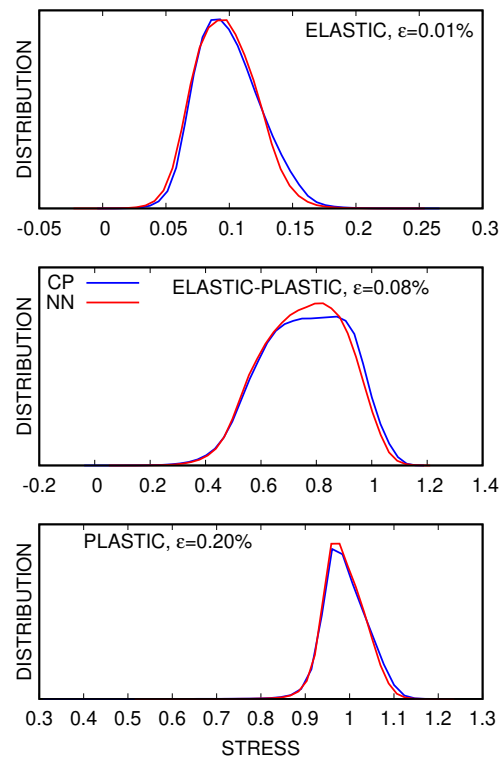 ELASTIC, ε=0.01%
DISTRIBUTION
-0.05 0 0.05 0.1 0.15 0.2 0.25 0.3
CP
NN
ELASTIC-PLASTIC, ε=0.08%
DISTRIBUTION
-0.2 0 0.2 0.4 0.6 0.8 1 1.2 1.4
PLASTIC, ε=0.20%
DISTRIBUTION
0.3 0.4 0.5 0.6 0.7 0.8 0.9 1 1.1 1.2 1.3
STRESS